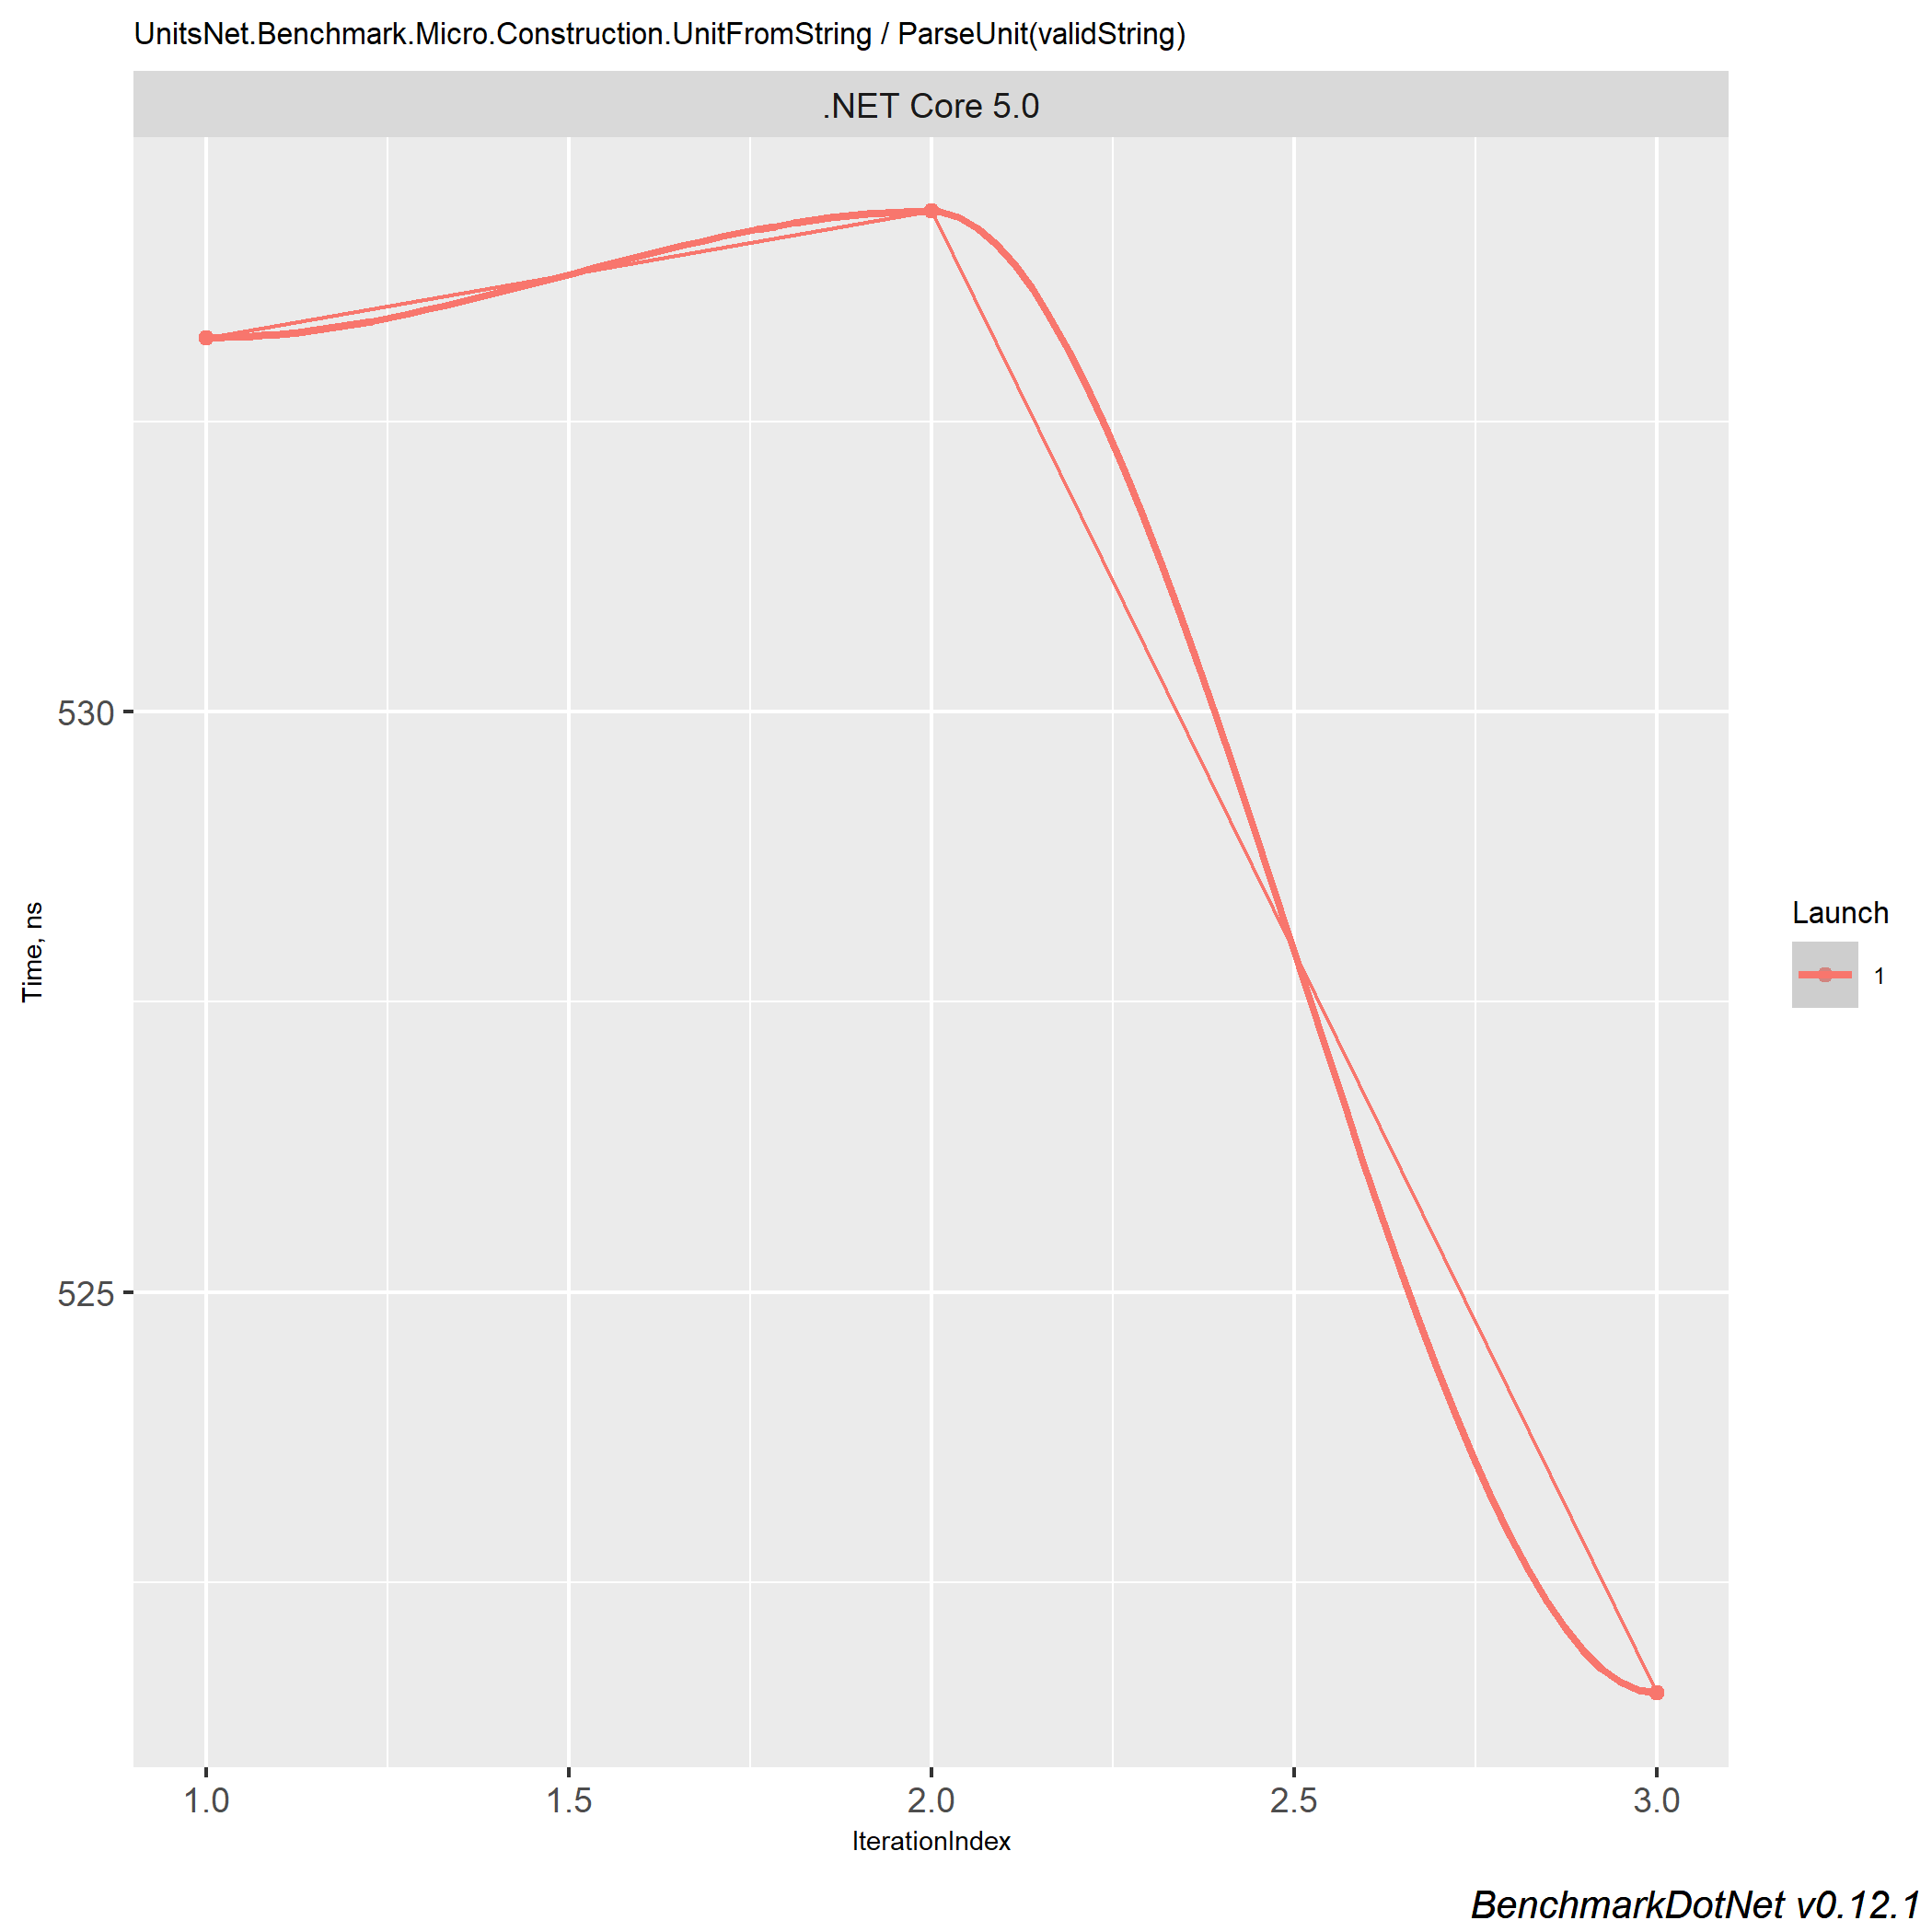 UnitsNet.Benchmark.Micro.Construction.UnitFromString / ParseUnit(validString)
.NET Core 5.0
530
525
Time, ns
1.0 1.5 2.0 2.5 3.0
IterationIndex
Launch
1
BenchmarkDotNet v0.12.1